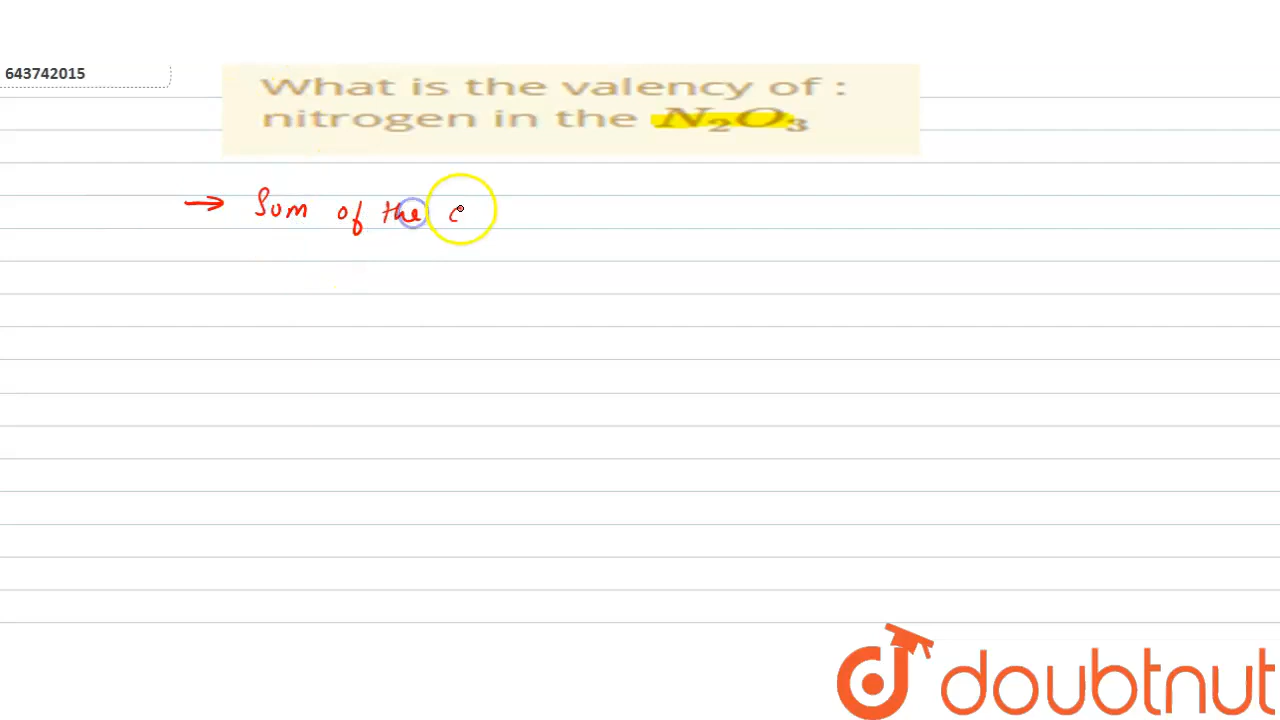 643742015
What is the valency of :
nitrogen in the N₂O₃
→ Sum of the c
doubtnut